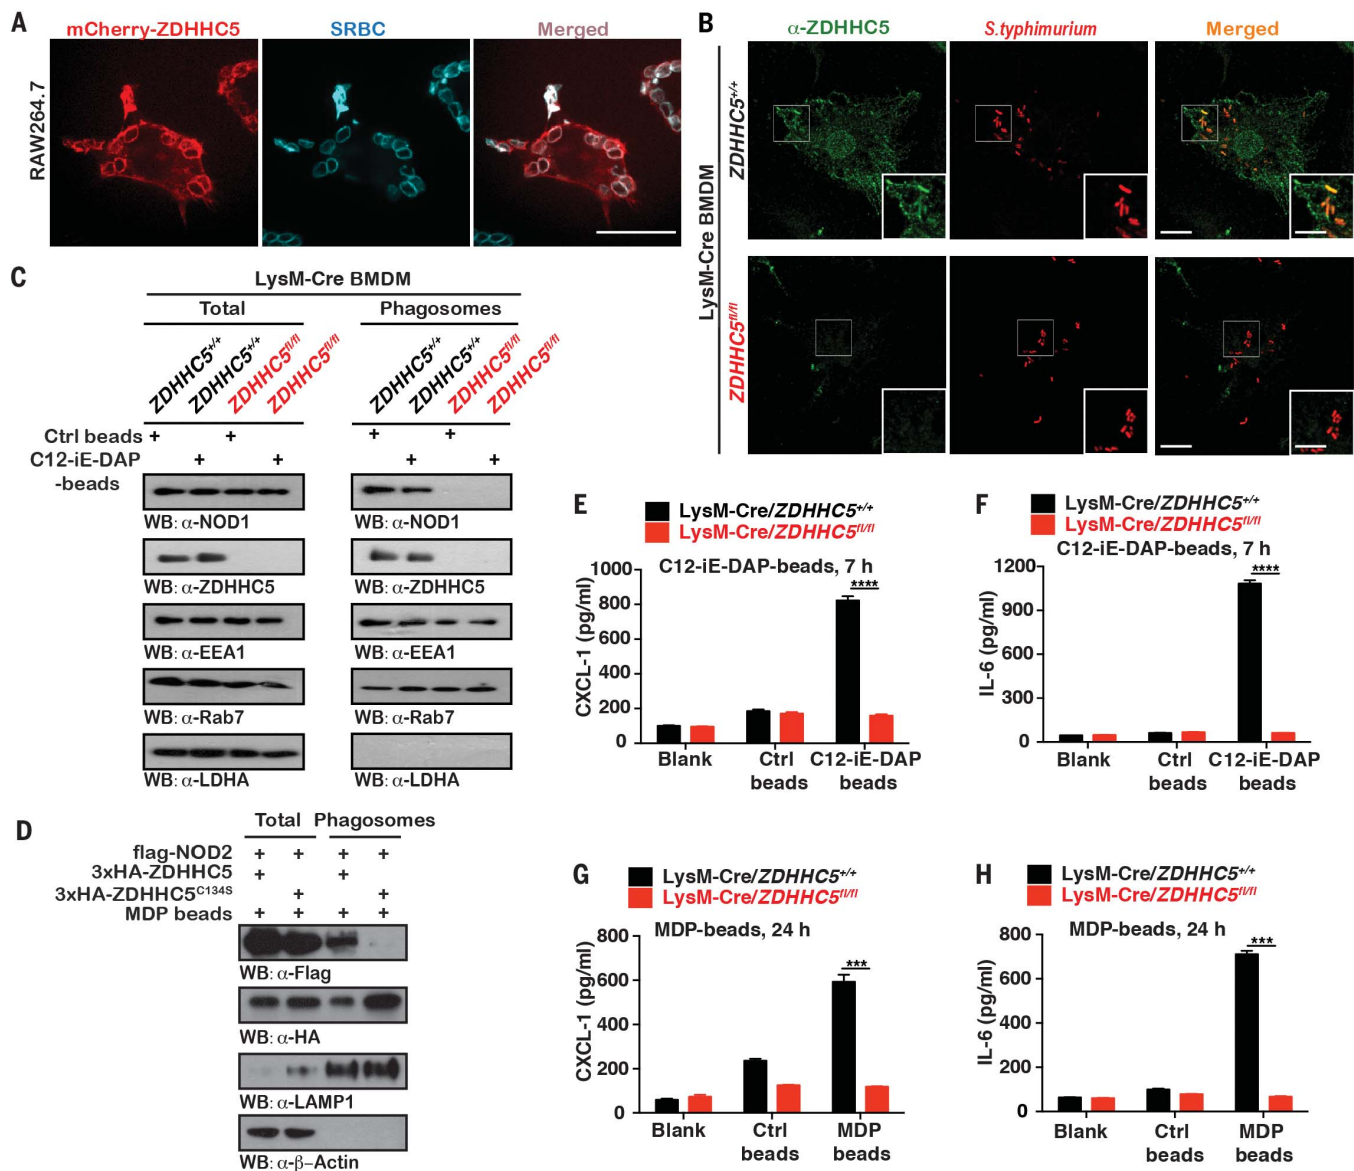 A
mCherry-ZDHHC5
SRBC
Merged
RAW264.7
B
α-ZDHHC5
S.typhimurium
Merged
LysM-Cre BMDM
ZDHHC5+/+
ZDHHC5fl/fl
C
LysM-Cre BMDM
Total
Phagosomes
ZDHHC5+/+
ZDHHC5+/+
ZDHHC5fl/fl
ZDHHC5fl/fl
ZDHHC5+/+
ZDHHC5+/+
ZDHHC5fl/fl
ZDHHC5fl/fl
Ctrl beads + + + +
C12-iE-DAP + + + +
-beads
WB: α-NOD1 WB: α-NOD1
WB: α-ZDHHC5 WB: α-ZDHHC5
WB: α-EEA1 WB: α-EEA1
WB: α-Rab7 WB: α-Rab7
WB: α-LDHA WB: α-LDHA
D
Total Phagosomes
flag-NOD2 + + + +
3xHA-ZDHHC5 + +
3xHA-ZDHHC5C134S + +
MDP beads + + + +
WB: α-Flag
WB: α-HA
WB: α-LAMP1
WB: α-β-Actin
E
LysM-Cre/ZDHHC5+/+
LysM-Cre/ZDHHC5fl/fl
C12-iE-DAP-beads, 7 h
****
CXCL-1 (pg/ml)
1000
800
600
400
200
0
Blank
Ctrl
beads
C12-iE-DAP
beads
F
LysM-Cre/ZDHHC5+/+
LysM-Cre/ZDHHC5fl/fl
C12-iE-DAP-beads, 7 h
****
IL-6 (pg/ml)
1200
900
600
300
0
Blank
Ctrl
beads
C12-iE-DAP
beads
G
LysM-Cre/ZDHHC5+/+
LysM-Cre/ZDHHC5fl/fl
MDP-beads, 24 h
***
CXCL-1 (pg/ml)
800
600
400
200
0
Blank
Ctrl
beads
MDP
beads
H
LysM-Cre/ZDHHC5+/+
LysM-Cre/ZDHHC5fl/fl
MDP-beads, 24 h
***
IL-6 (pg/ml)
800
600
400
200
0
Blank
Ctrl
beads
MDP
beads